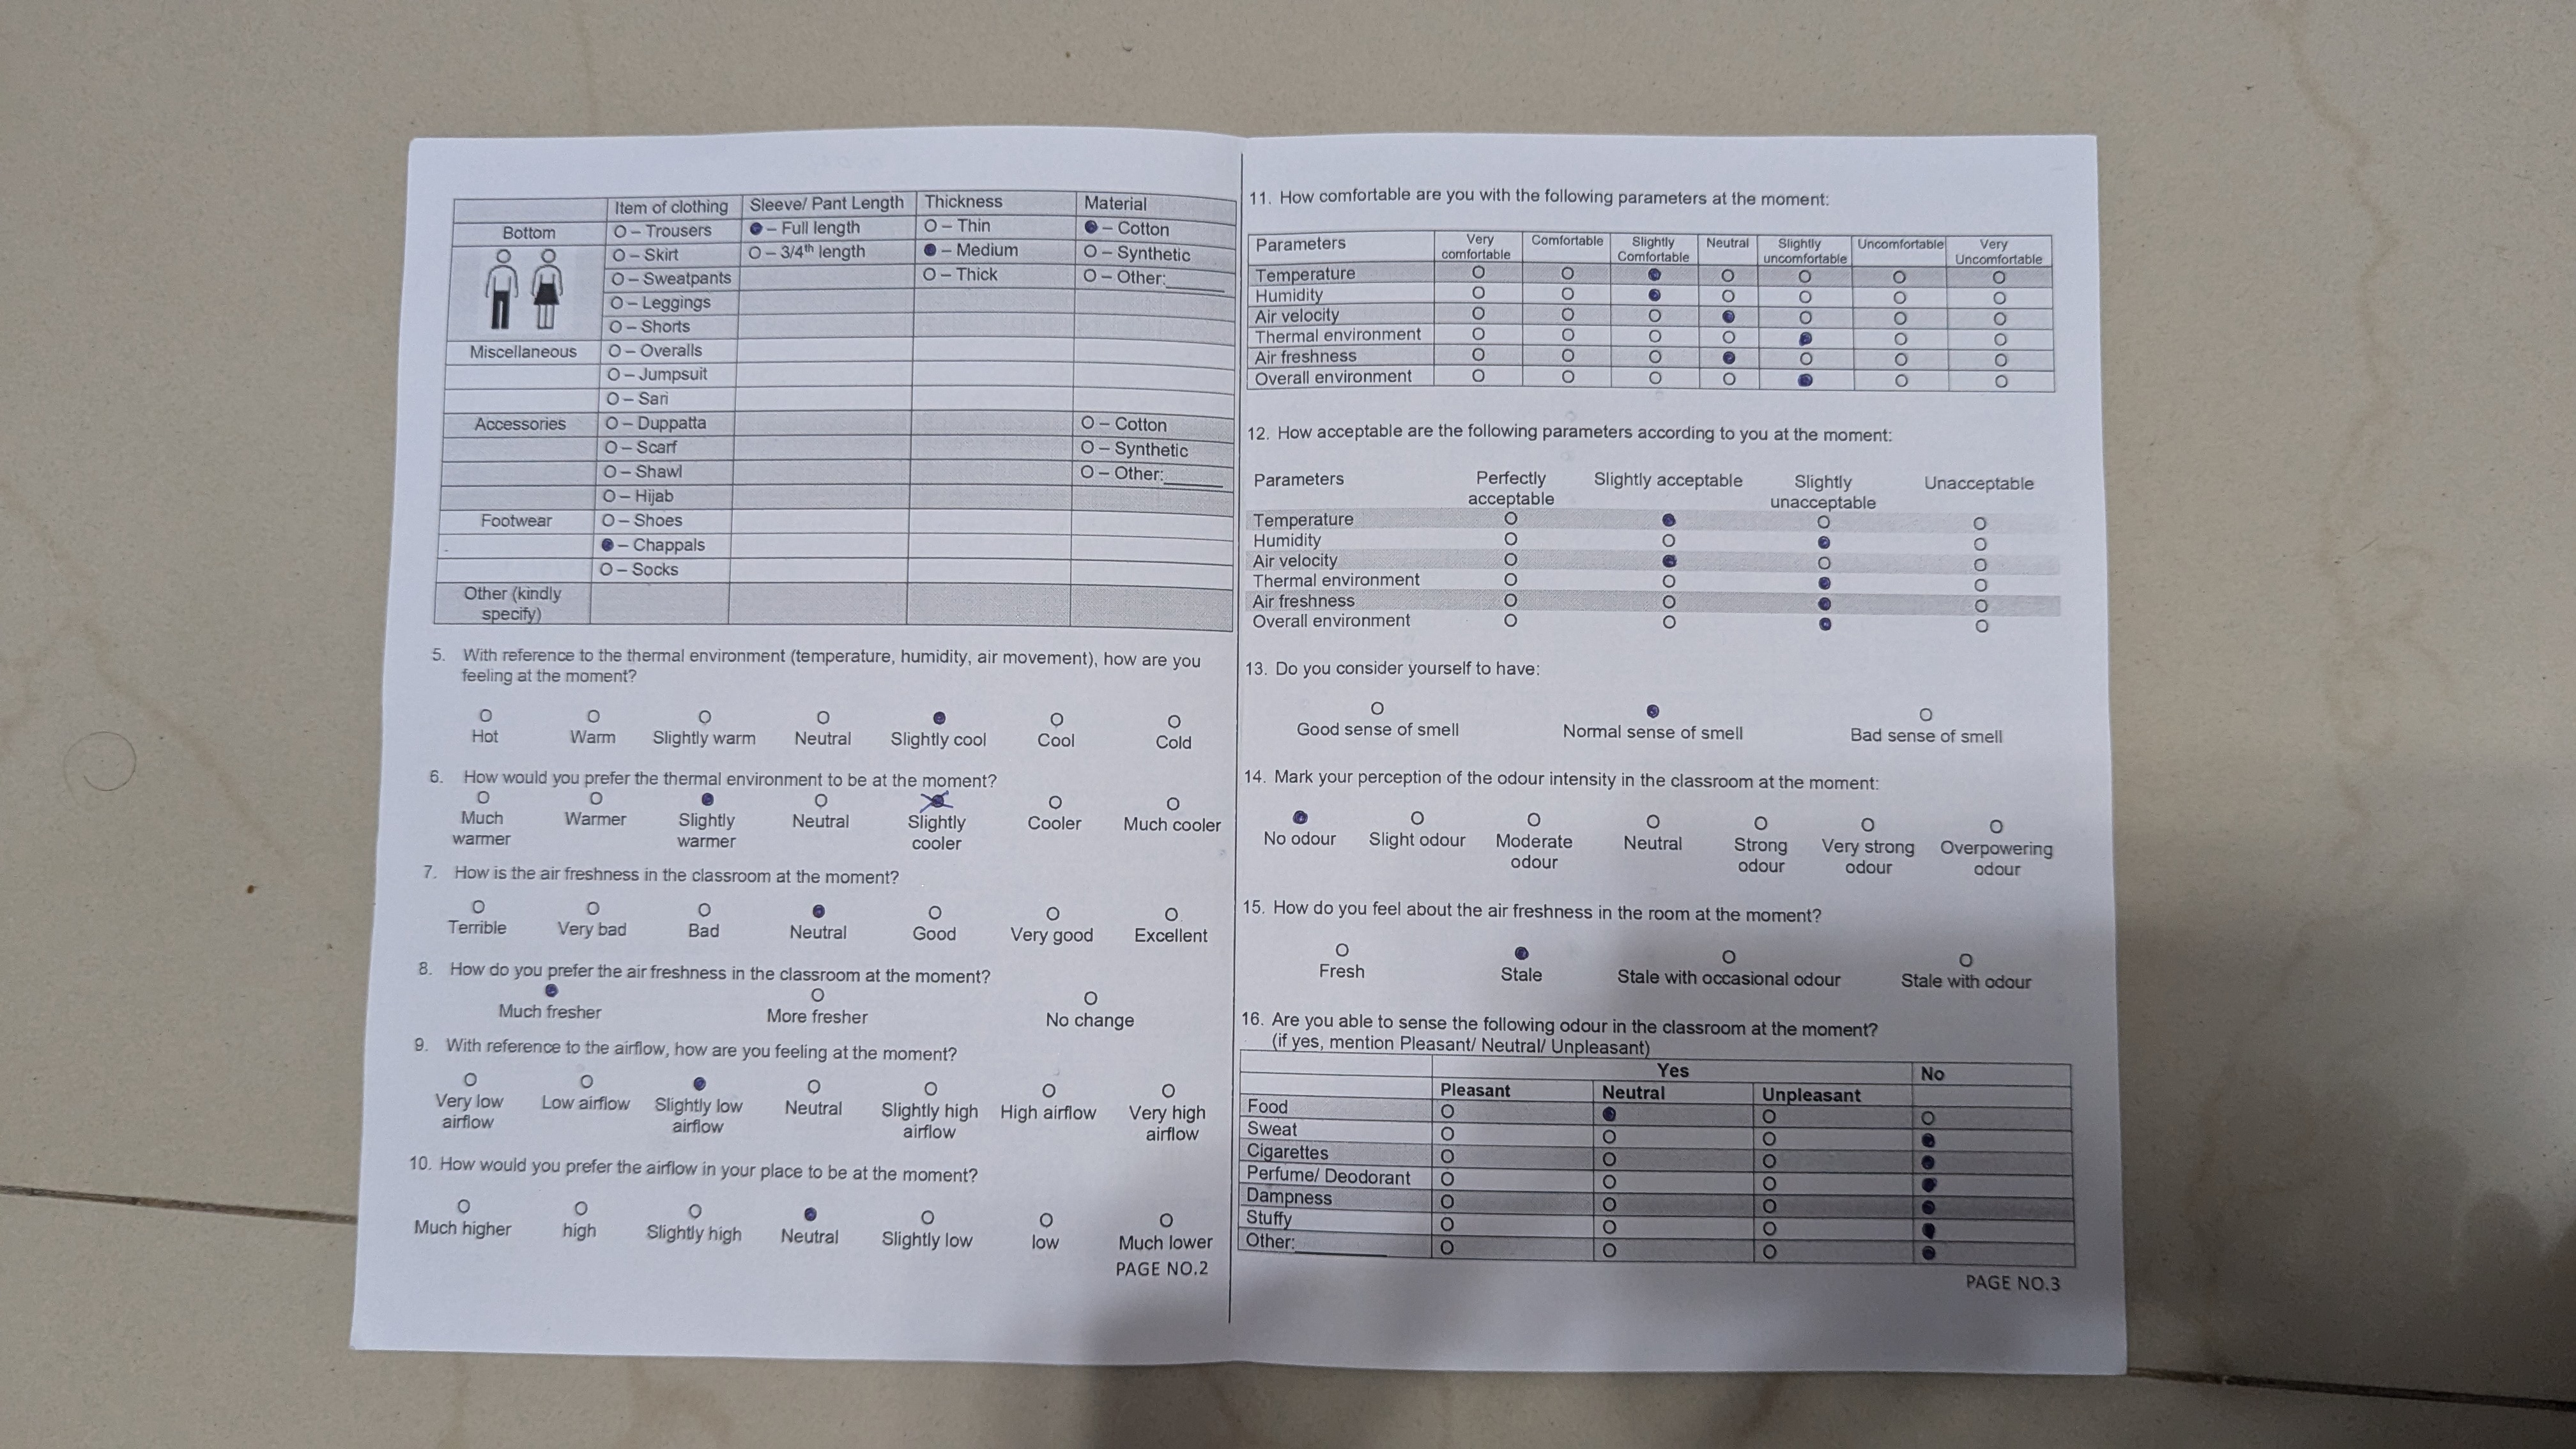 Item of clothing Sleeve/ Pant Length Thickness Material
Bottom O – Trousers ● – Full length O – Thin ● – Cotton
O – Skirt O – 3/4th length ● – Medium O – Synthetic
O – Sweatpants O – Thick O – Other:______
O – Leggings
O – Shorts
Miscellaneous O – Overalls
O – Jumpsuit
O – Sari
Accessories O – Duppatta O – Cotton
O – Scarf O – Synthetic
O – Shawl O – Other:______
O – Hijab
Footwear O – Shoes
● – Chappals
O – Socks
Other (kindly
specify)
5. With reference to the thermal environment (temperature, humidity, air movement), how are you
feeling at the moment?
O O O O ● O O
Hot Warm Slightly warm Neutral Slightly cool Cool Cold
6. How would you prefer the thermal environment to be at the moment?
O O ● O ● O O
Much Warmer Slightly Neutral Slightly Cooler Much cooler
warmer warmer cooler
7. How is the air freshness in the classroom at the moment?
O O O ● O O O
Terrible Very bad Bad Neutral Good Very good Excellent
8. How do you prefer the air freshness in the classroom at the moment?
● O O
Much fresher More fresher No change
9. With reference to the airflow, how are you feeling at the moment?
O O ● O O O O
Very low Low airflow Slightly low Neutral Slightly high High airflow Very high
airflow airflow airflow airflow
10. How would you prefer the airflow in your place to be at the moment?
O O O ● O O O
Much higher high Slightly high Neutral Slightly low low Much lower
PAGE NO.2
11. How comfortable are you with the following parameters at the moment:
Parameters Very Comfortable Slightly Neutral Slightly Uncomfortable Very
comfortable Comfortable uncomfortable Uncomfortable
Temperature O O ● O O O O
Humidity O O ● O O O O
Air velocity O O O ● O O O
Thermal environment O O O O ● O O
Air freshness O O O ● O O O
Overall environment O O O O ● O O
12. How acceptable are the following parameters according to you at the moment:
Parameters Perfectly Slightly acceptable Slightly Unacceptable
acceptable unacceptable
Temperature O ● O O
Humidity O O ● O
Air velocity O ● O O
Thermal environment O O ● O
Air freshness O O ● O
Overall environment O O ● O
13. Do you consider yourself to have:
O ● O
Good sense of smell Normal sense of smell Bad sense of smell
14. Mark your perception of the odour intensity in the classroom at the moment:
● O O O O O O
No odour Slight odour Moderate Neutral Strong Very strong Overpowering
odour odour odour odour
15. How do you feel about the air freshness in the room at the moment?
O ● O O
Fresh Stale Stale with occasional odour Stale with odour
16. Are you able to sense the following odour in the classroom at the moment?
(if yes, mention Pleasant/ Neutral/ Unpleasant)
Yes No
Pleasant Neutral Unpleasant
Food O ● O O
Sweat O O O ●
Cigarettes O O O ●
Perfume/ Deodorant O O O ●
Dampness O O O ●
Stuffy O O O ●
Other:__________ O O O ●
PAGE NO.3